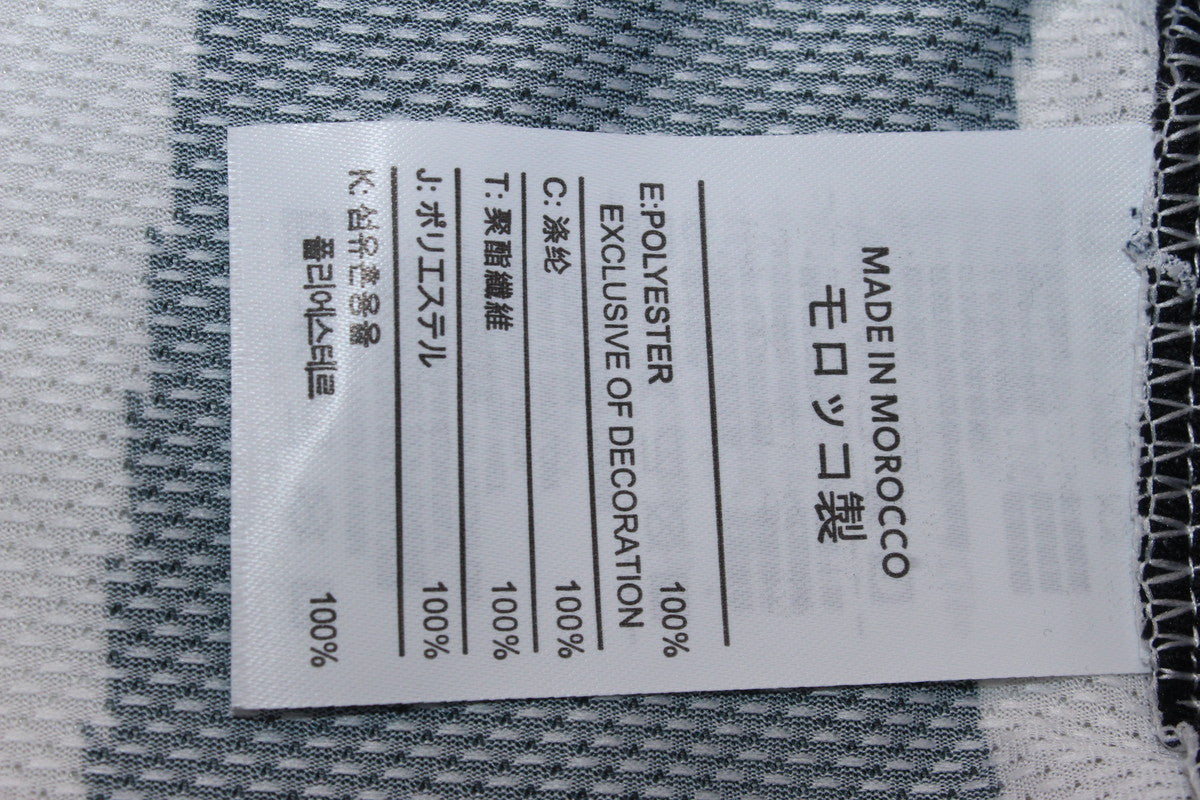 MADE IN MOROCCO
モロッコ製
E:POLYESTER 100%
EXCLUSIVE OF DECORATION
C: 涤纶 100%
T: 聚酯纖維 100%
J: ポリエステル 100%
K: 섬유혼용율
폴리에스테르 100%